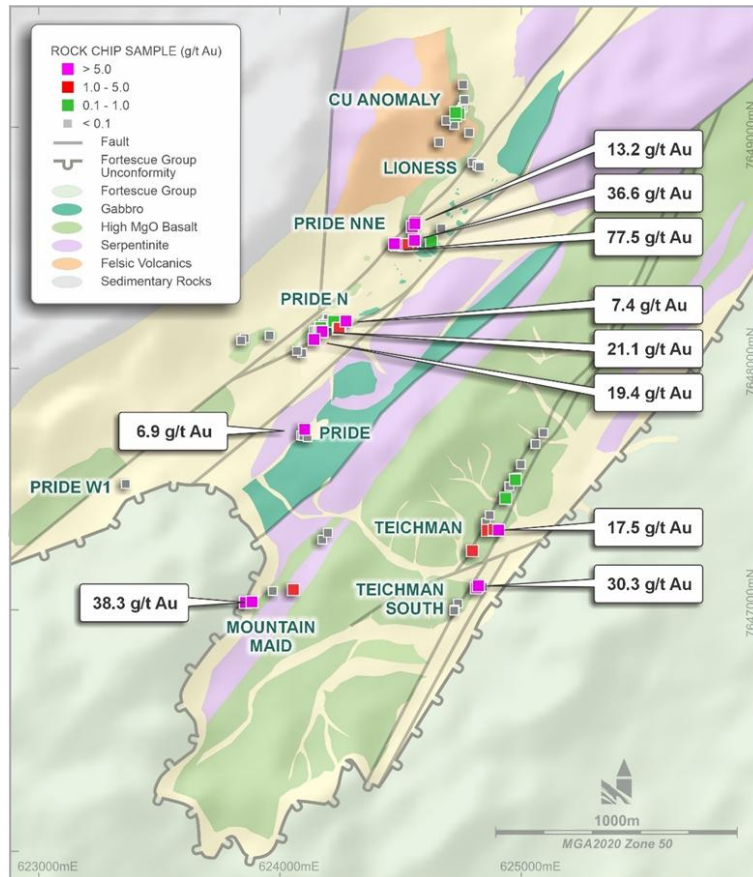 ROCK CHIP SAMPLE (g/t Au)
> 5.0
1.0 - 5.0
0.1 - 1.0
< 0.1
Fault
Fortescue Group
Unconformity
Fortescue Group
Gabbro
High MgO Basalt
Serpentinite
Felsic Volcanics
Sedimentary Rocks
CU ANOMALY
LIONESS
PRIDE NNE
PRIDE N
PRIDE
PRIDE W1
TEICHMAN
TEICHMAN
SOUTH
MOUNTAIN
MAID
13.2 g/t Au
36.6 g/t Au
77.5 g/t Au
7.4 g/t Au
21.1 g/t Au
19.4 g/t Au
6.9 g/t Au
17.5 g/t Au
30.3 g/t Au
38.3 g/t Au
7649000mN
7648000mN
7647000mN
1000m
MGA2020 Zone 50
623000mE
624000mE
625000mE